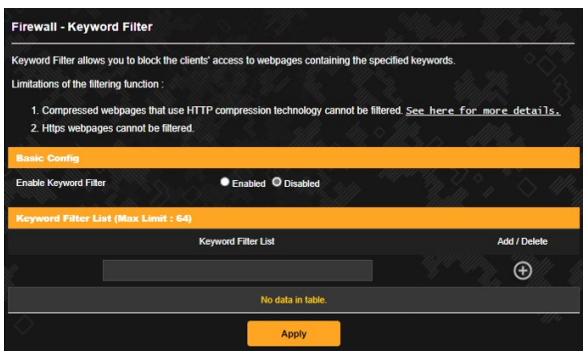 Firewall - Keyword Filter
Keyword Filter allows you to block the clients' access to webpages containing the specified keywords.
Limitations of the filtering function :
1. Compressed webpages that use HTTP compression technology cannot be filtered. See here for more details.
2. Https webpages cannot be filtered.
Basic Config
Enable Keyword Filter Enabled Disabled
Keyword Filter List (Max Limit : 64)
Keyword Filter List Add / Delete
No data in table.
Apply